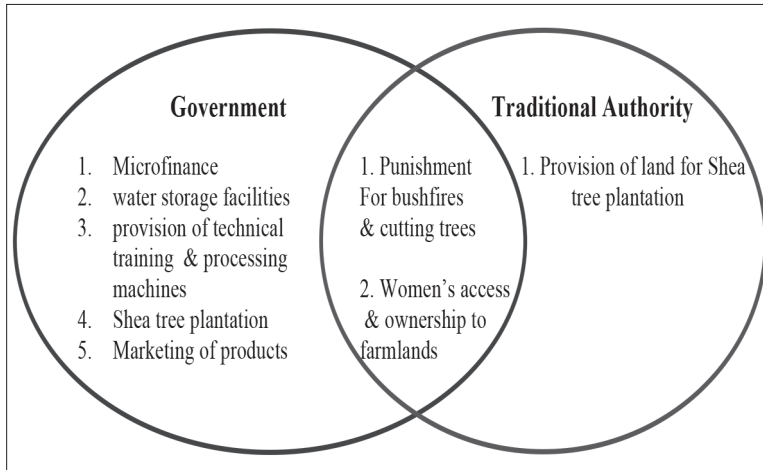 Government
1. Microfinance
2. water storage facilities
3. provision of technical
training & processing
machines
4. Shea tree plantation
5. Marketing of products
1. Punishment
For bushfires
& cutting trees
2. Women's access
& ownership to
farmlands
Traditional Authority
1. Provision of land for Shea
tree plantation